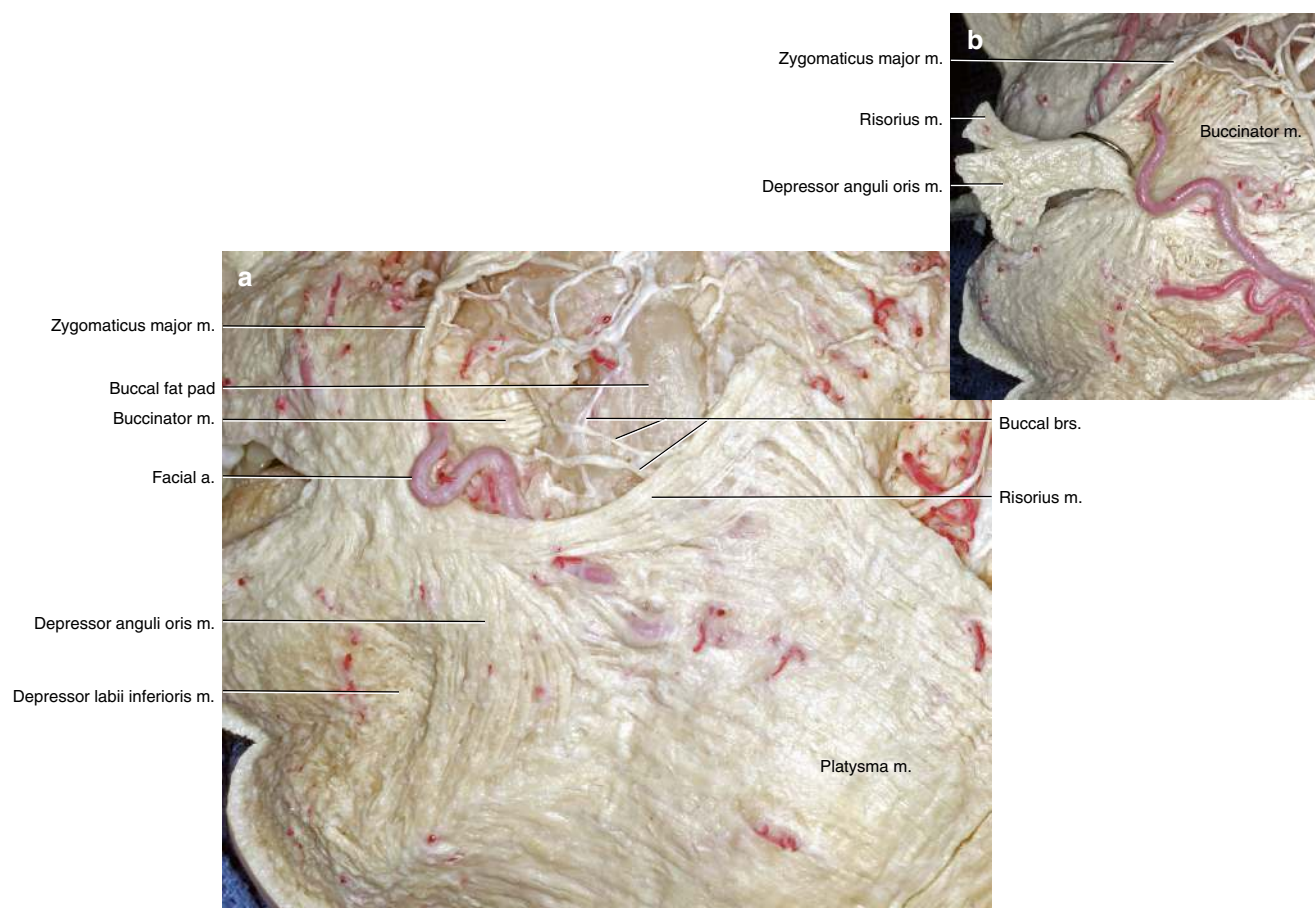 b
Zygomaticus major m.
Risorius m.
Buccinator m.
Depressor anguli oris m.
a
Zygomaticus major m.
Buccal fat pad
Buccinator m.
Buccal brs.
Facial a.
Risorius m.
Depressor anguli oris m.
Depressor labii inferioris m.
Platysma m.